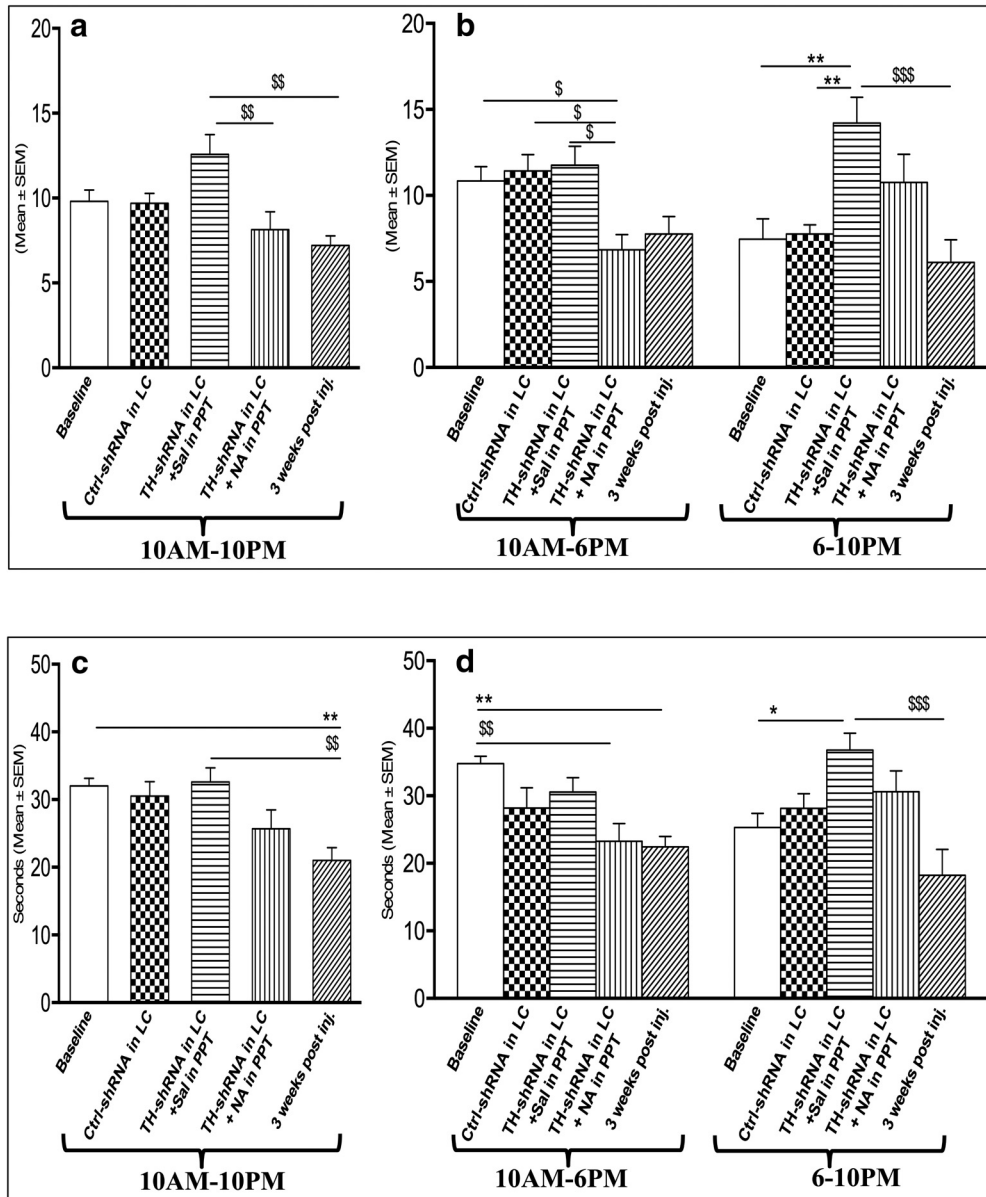 a
20
15
10
5
0
(Mean ± SEM)
$$
$$
Baseline
Ctrl-shRNA in LC
TH-shRNA in LC
+Sal in PPT
TH-shRNA in LC
+ NA in PPT
3 weeks post inj.
10AM-10PM
b
20
15
10
5
0
(Mean ± SEM)
$
$
$
**
**
$$$
Baseline
Ctrl-shRNA in LC
TH-shRNA in LC
+Sal in PPT
TH-shRNA in LC
+ NA in PPT
3 weeks post inj.
10AM-6PM
Baseline
Ctrl-shRNA in LC
TH-shRNA in LC
+Sal in PPT
TH-shRNA in LC
+ NA in PPT
3 weeks post inj.
6-10PM
c
50
40
30
20
10
0
Seconds (Mean ± SEM)
**
$$
Baseline
Ctrl-shRNA in LC
TH-shRNA in LC
+Sal in PPT
TH-shRNA in LC
+ NA in PPT
3 weeks post inj.
10AM-10PM
d
50
40
30
20
10
0
Seconds (Mean ± SEM)
**
$$
*
$$$
Baseline
Ctrl-shRNA in LC
TH-shRNA in LC
+Sal in PPT
TH-shRNA in LC
+ NA in PPT
3 weeks post inj.
10AM-6PM
Baseline
Ctrl-shRNA in LC
TH-shRNA in LC
+Sal in PPT
TH-shRNA in LC
+ NA in PPT
3 weeks post inj.
6-10PM